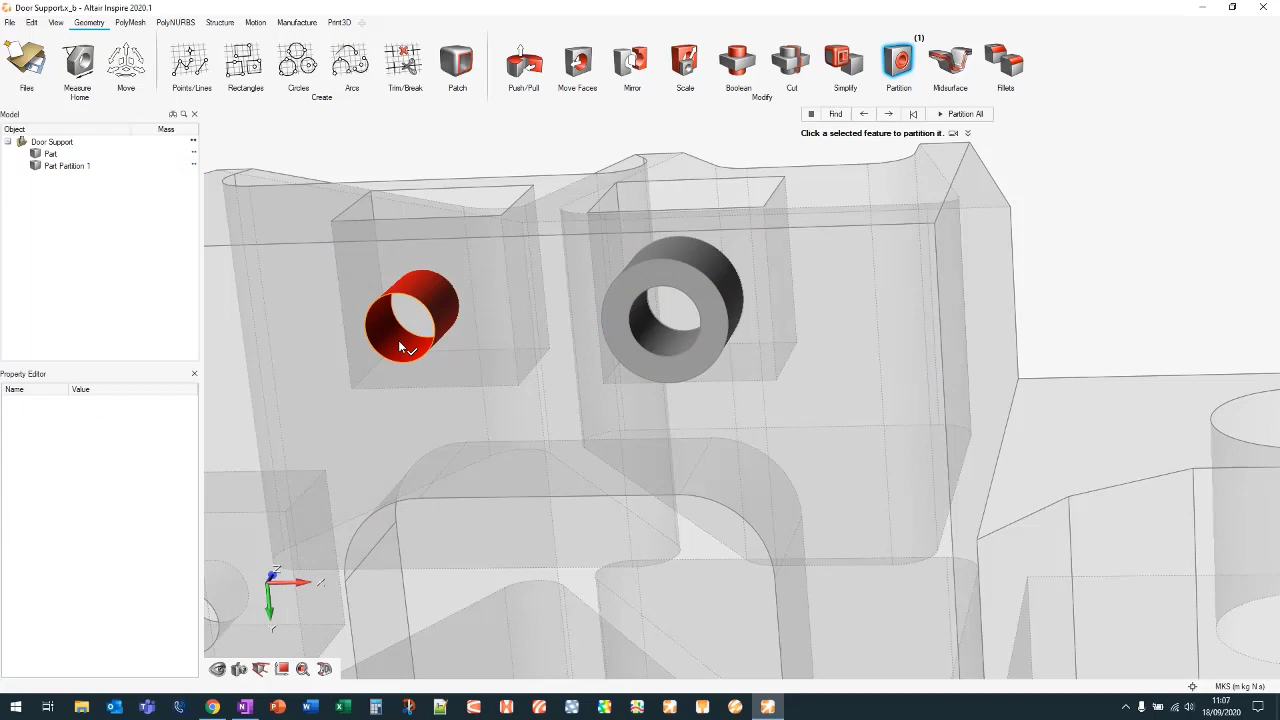 Door Support.x_b - Altair Inspire 2020.1
File Edit View Geometry PolyMesh PolyNURBS Structure Motion Manufacture Print3D
(1)
Files Measure Move Points/Lines Rectangles Circles Arcs Trim/Break Patch Push/Pull Move Faces Mirror Scale Boolean Cut Simplify Partition Midsurface Fillets
Home Create Modify
Model
Find Partition All
Object Mass
Click a selected feature to partition it.
Door Support
Part
Part Partition 1
Property Editor
Name Value
Z
X
Y
MKS (m kg N s)
11:07
18/09/2020